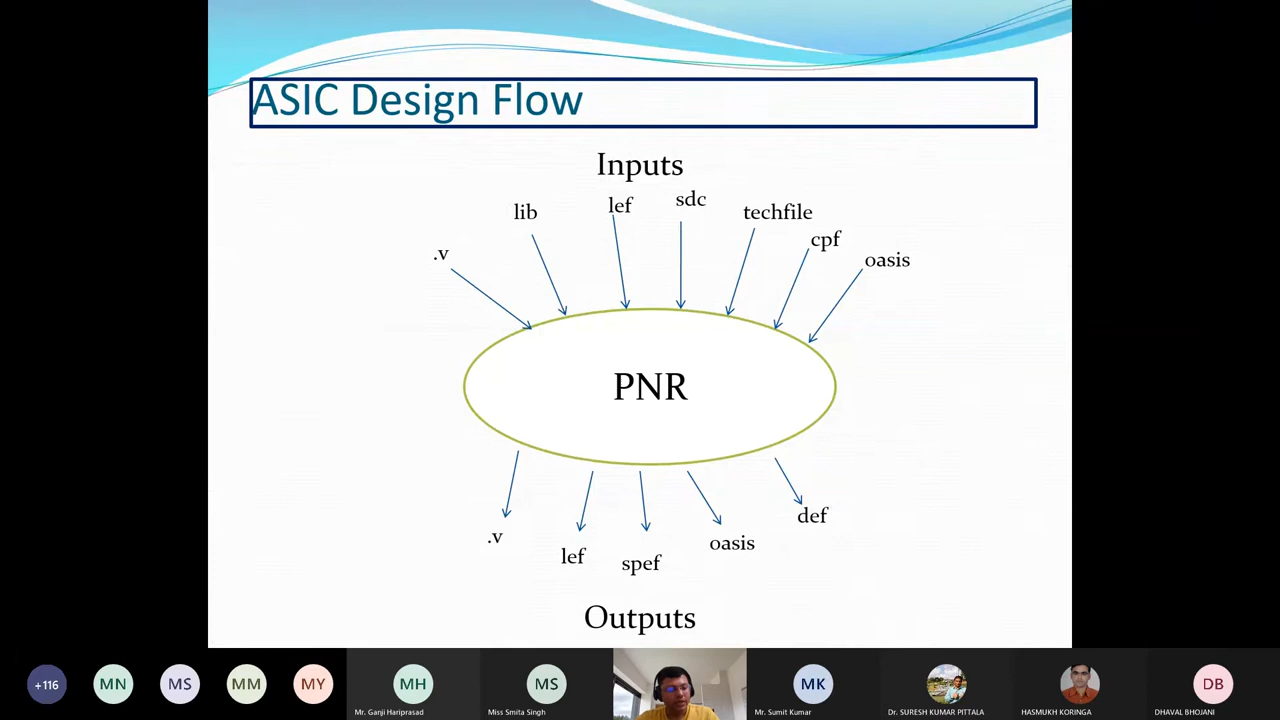 ASIC Design Flow
Inputs
.v
lib
lef
sdc
techfile
cpf
oasis
PNR
.v
lef
spef
oasis
def
Outputs
+116
MN
MS
MM
MY
MH
Mr. Ganji Hariprasad
MS
Miss Smita Singh
MK
Mr. Sumit Kumar
Dr. SURESH KUMAR PITTALA
HASMUKH KORINGA
DB
DHAVAL BHOJANI